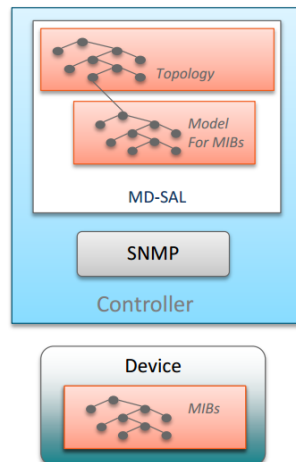 Topology
Model
For MIBs
MD-SAL
SNMP
Controller
Device
MIBs